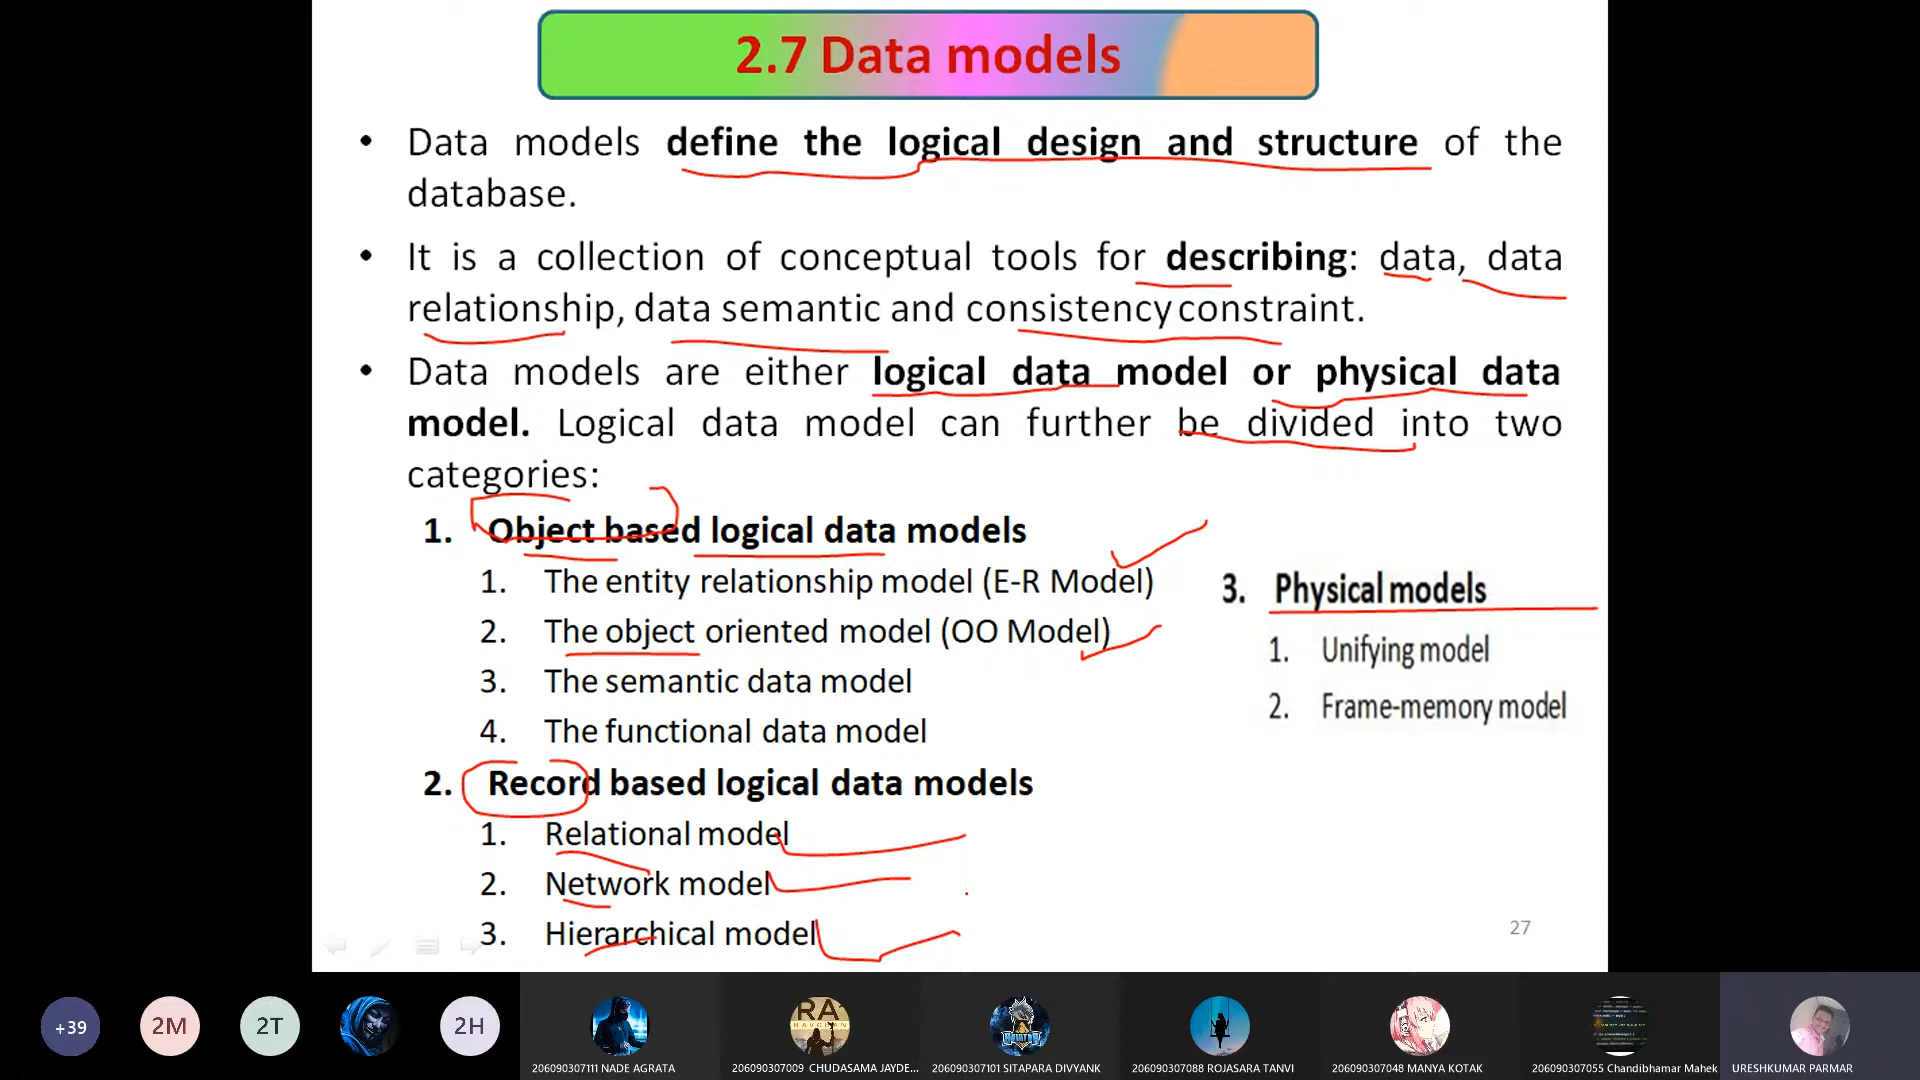 2.7 Data models
• Data models define the logical design and structure of the
database.
• It is a collection of conceptual tools for describing: data, data
relationship, data semantic and consistency constraint.
• Data models are either logical data model or physical data
model. Logical data model can further be divided into two
categories:
1. Object based logical data models
1. The entity relationship model (E-R Model)
2. The object oriented model (OO Model)
3. The semantic data model
4. The functional data model
2. Record based logical data models
1. Relational model
2. Network model
3. Hierarchical model
3. Physical models
1. Unifying model
2. Frame-memory model
27
+39
2M
2T
2H
RA
206090307111 NADE AGRATA
206090307009 CHUDASAMA JAYDE...
206090307101 SITAPARA DIVYANK
206090307088 ROJASARA TANVI
206090307048 MANYA KOTAK
206090307055 Chandibhamar Mahek
URESHKUMAR PARMAR